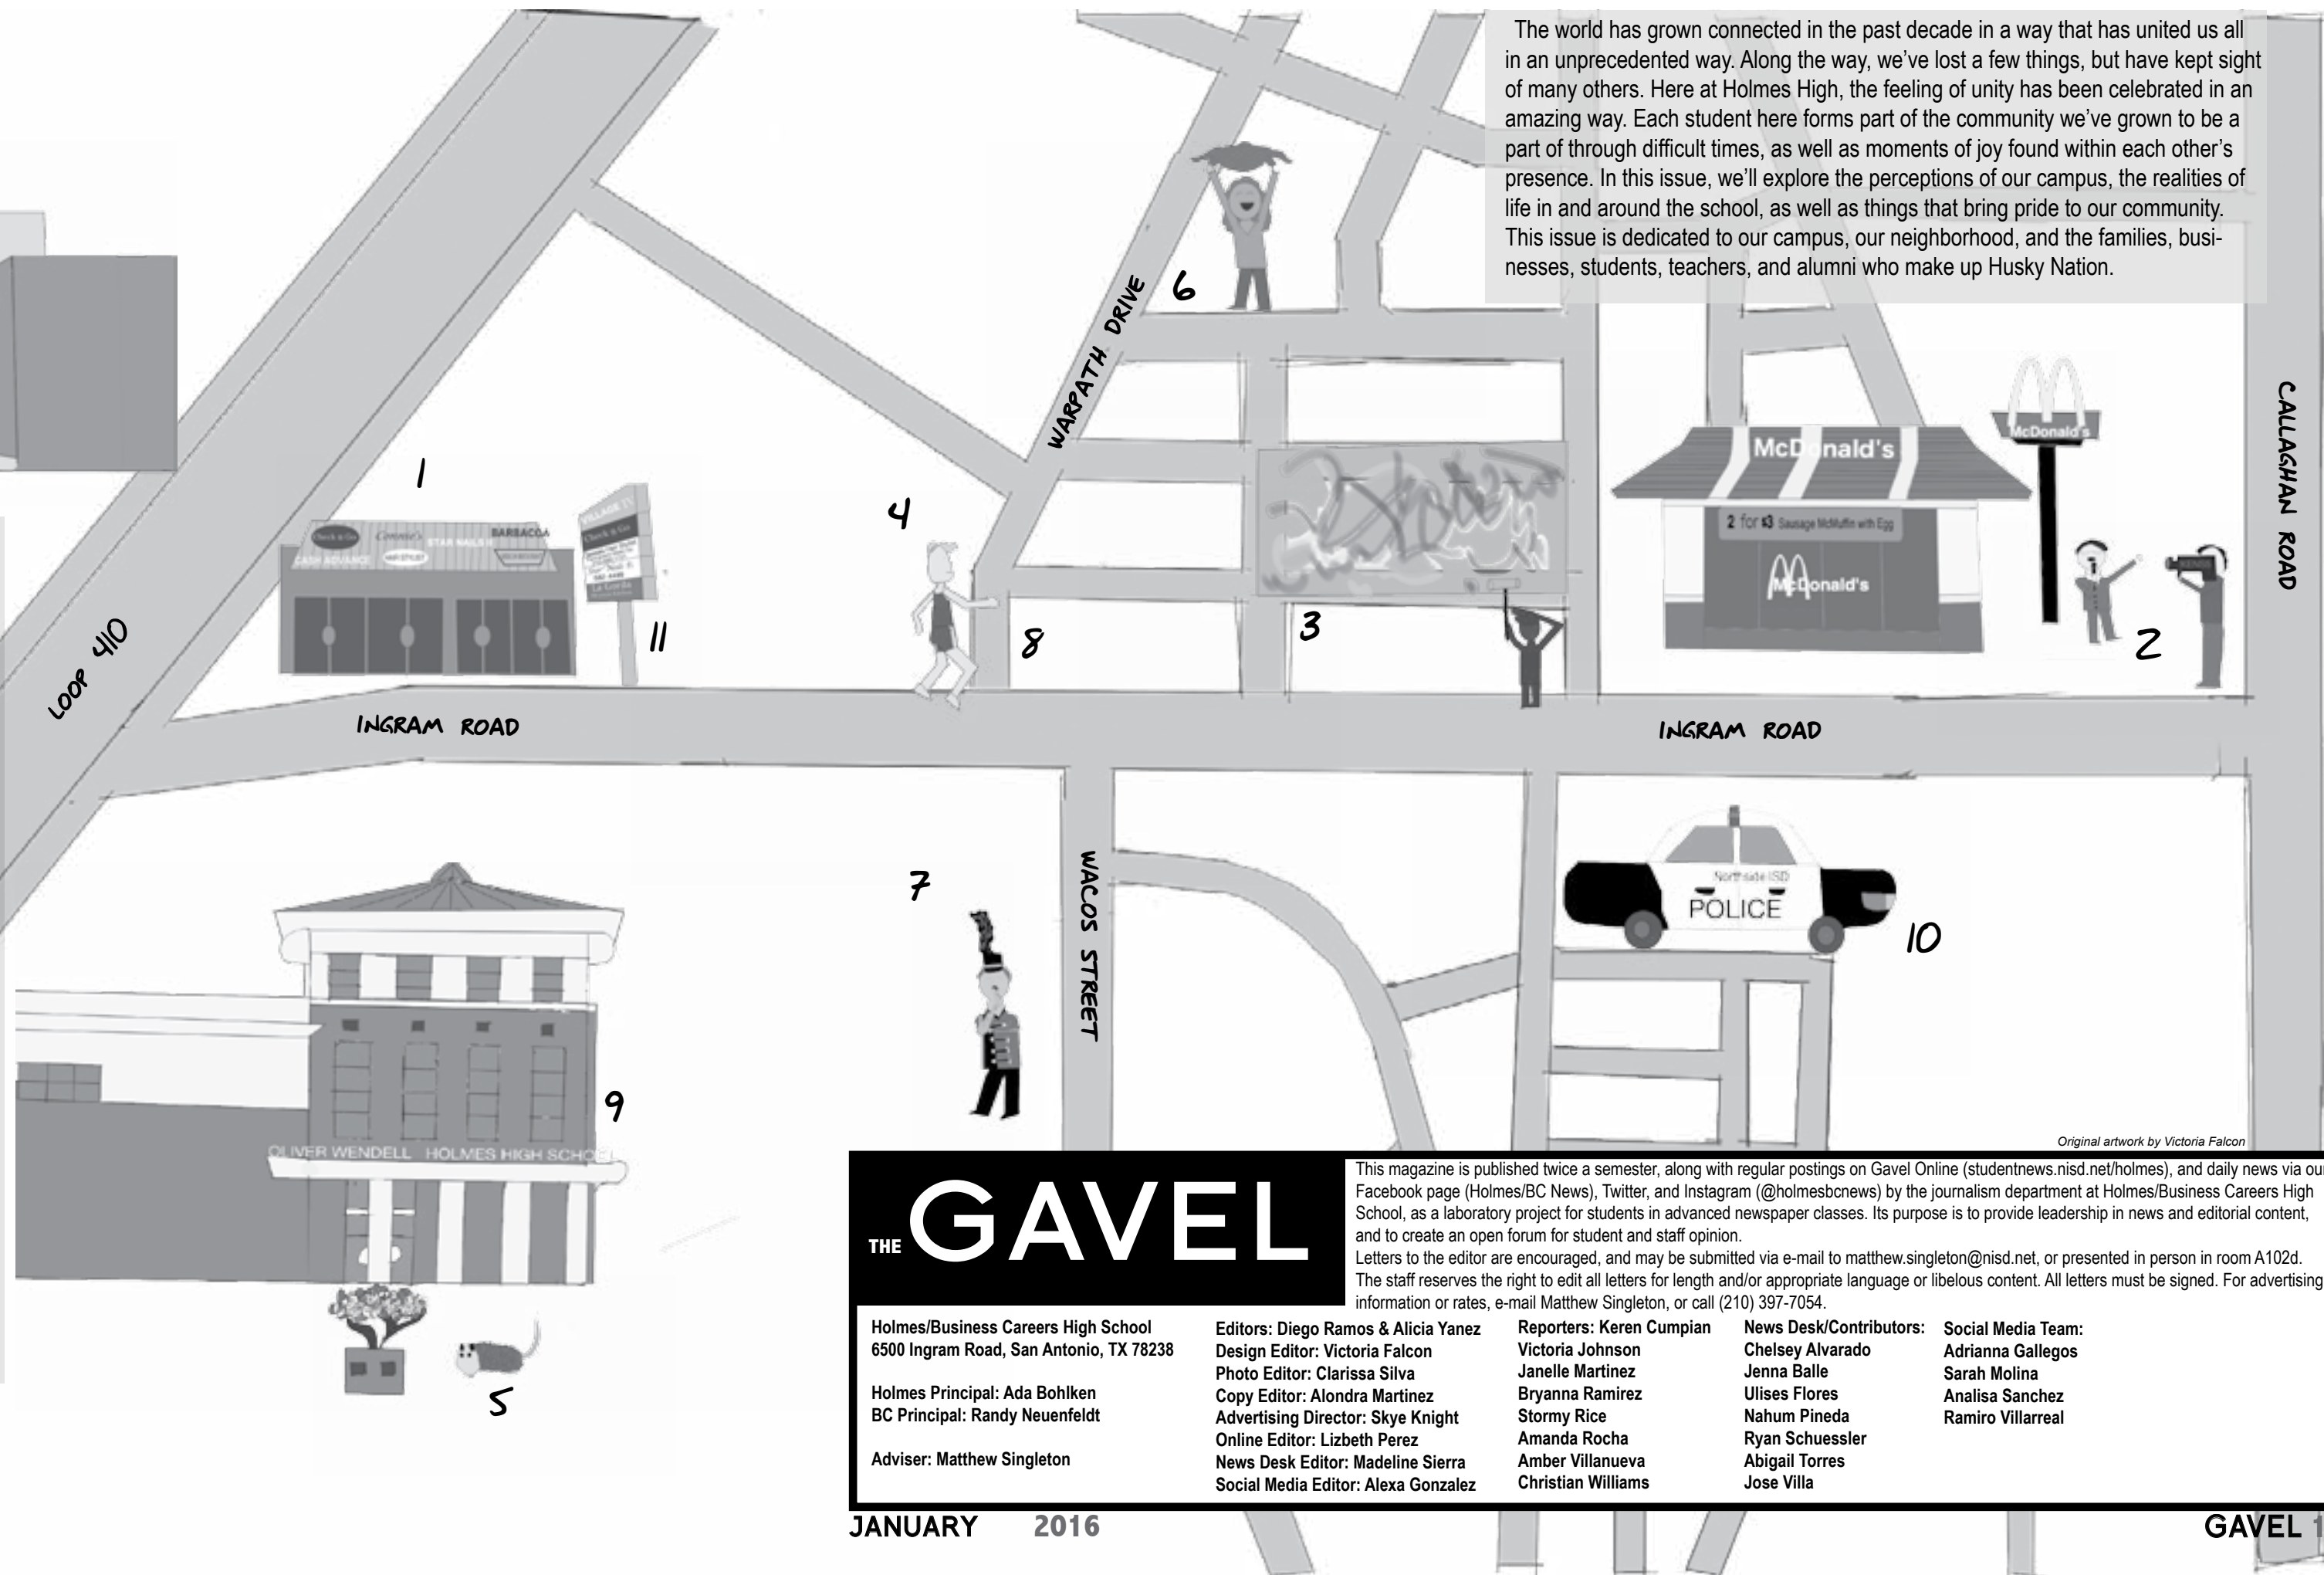 The world has grown connected in the past decade in a way that has united us all
in an unprecedented way. Along the way, we've lost a few things, but have kept sight
of many others. Here at Holmes High, the feeling of unity has been celebrated in an
amazing way. Each student here forms part of the community we've grown to be a
part of through difficult times, as well as moments of joy found within each other's
presence. In this issue, we'll explore the perceptions of our campus, the realities of
life in and around the school, as well as things that bring pride to our community.
This issue is dedicated to our campus, our neighborhood, and the families, busi-
nesses, students, teachers, and alumni who make up Husky Nation.
6
WARPATH DRIVE
CALLAGHAN ROAD
McDonald's
McDonald's
1
4
Check n Go
Connie's
STAR NAILS
BARBACOA
CASH ADVANCE
VILLAGE
Check n Go
2 for $3 Sausage McMuffin with Egg
McDonald's
LOOP 410
11
8
3
2
INGRAM ROAD
INGRAM ROAD
7
WACOS STREET
Northside ISD
POLICE
10
9
OLIVER WENDELL HOLMES HIGH SCHOOL
5
Original artwork by Victoria Falcon
THE GAVEL
This magazine is published twice a semester, along with regular postings on Gavel Online (studentnews.nisd.net/holmes), and daily news via our
Facebook page (Holmes/BC News), Twitter, and Instagram (@holmesbcnews) by the journalism department at Holmes/Business Careers High
School, as a laboratory project for students in advanced newspaper classes. Its purpose is to provide leadership in news and editorial content,
and to create an open forum for student and staff opinion.
Letters to the editor are encouraged, and may be submitted via e-mail to matthew.singleton@nisd.net, or presented in person in room A102d.
The staff reserves the right to edit all letters for length and/or appropriate language or libelous content. All letters must be signed. For advertising
information or rates, e-mail Matthew Singleton, or call (210) 397-7054.
Holmes/Business Careers High School
6500 Ingram Road, San Antonio, TX 78238
Holmes Principal: Ada Bohlken
BC Principal: Randy Neuenfeldt
Adviser: Matthew Singleton
Editors: Diego Ramos & Alicia Yanez
Design Editor: Victoria Falcon
Photo Editor: Clarissa Silva
Copy Editor: Alondra Martinez
Advertising Director: Skye Knight
Online Editor: Lizbeth Perez
News Desk Editor: Madeline Sierra
Social Media Editor: Alexa Gonzalez
Reporters: Keren Cumpian
Victoria Johnson
Janelle Martinez
Bryanna Ramirez
Stormy Rice
Amanda Rocha
Amber Villanueva
Christian Williams
News Desk/Contributors:
Chelsey Alvarado
Jenna Balle
Ulises Flores
Nahum Pineda
Ryan Schuessler
Abigail Torres
Jose Villa
Social Media Team:
Adrianna Gallegos
Sarah Molina
Analisa Sanchez
Ramiro Villarreal
JANUARY 2016
GAVEL